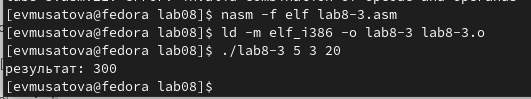 [evmusatova@fedora lab08]$ nasm -f elf lab8-3.asm
[evmusatova@fedora lab08]$ ld -m elf_i386 -o lab8-3 lab8-3.o
[evmusatova@fedora lab08]$ ./lab8-3 5 3 20
результат: 300
[evmusatova@fedora lab08]$